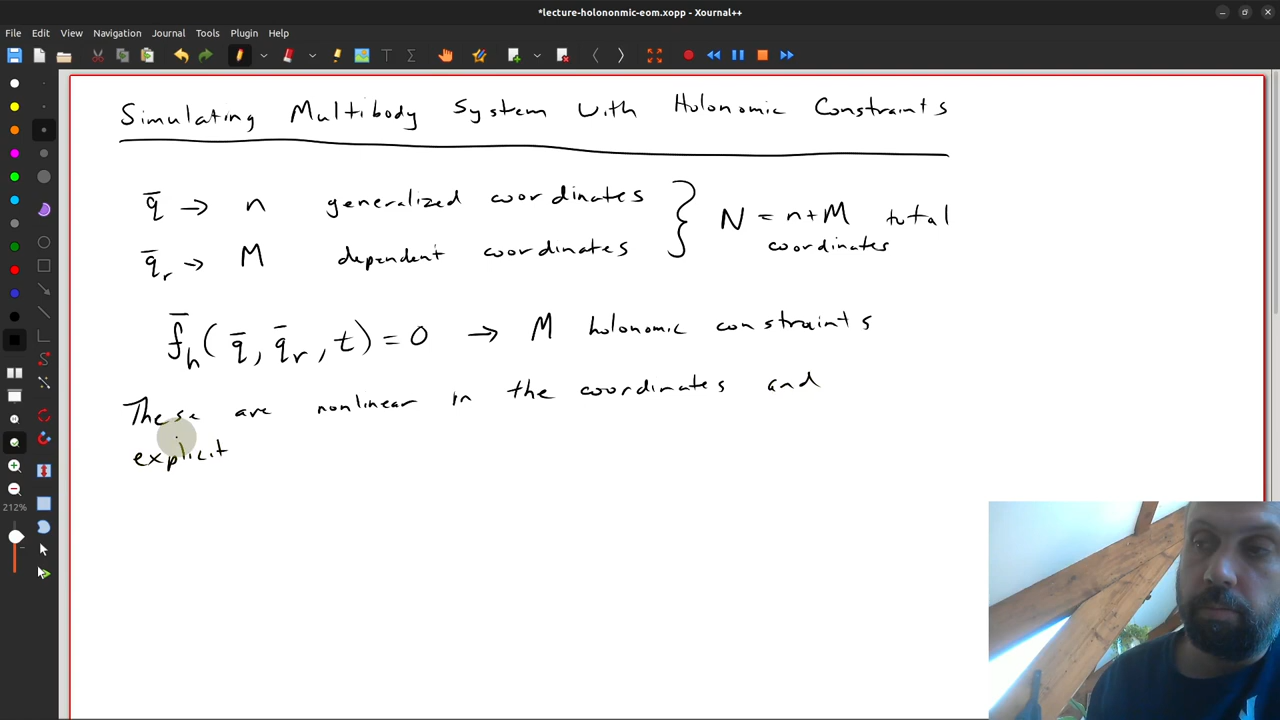 *lecture-holononmic-eom.xopp - Xournal++
File Edit View Navigation Journal Tools Plugin Help
Simulating Multibody System with Holonomic Constraints
q̄ → n generalized coordinates
q̄ᵣ → M dependent coordinates
} N = n+M total
coordinates
f̄ₕ(q̄, q̄ᵣ, t) = 0 → M holonomic constraints
These are nonlinear in the coordinates and
explicit
212%